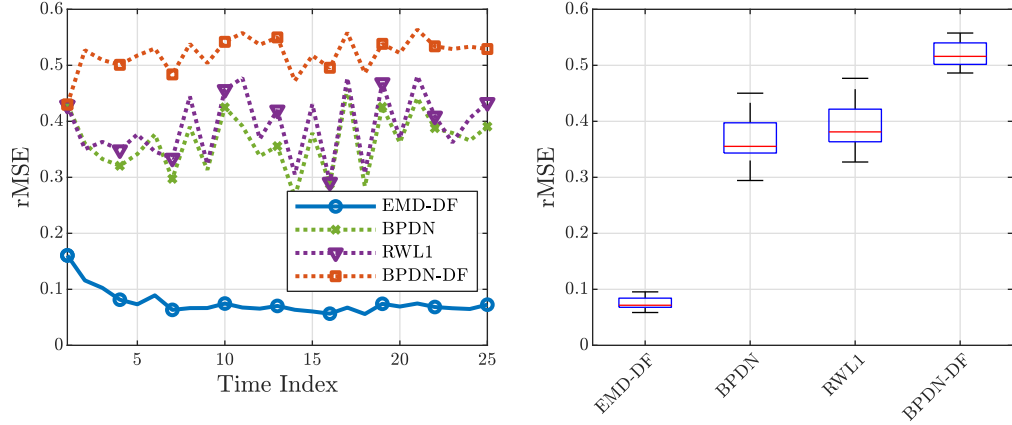 0.6
0.5
0.4
0.3
0.2
0.1
0
rMSE
5
10
15
20
25
Time Index
EMD-DF
BPDN
RWL1
BPDN-DF
0.6
0.5
0.4
0.3
0.2
0.1
0
rMSE
EMD-DF
BPDN
RWL1
BPDN-DF